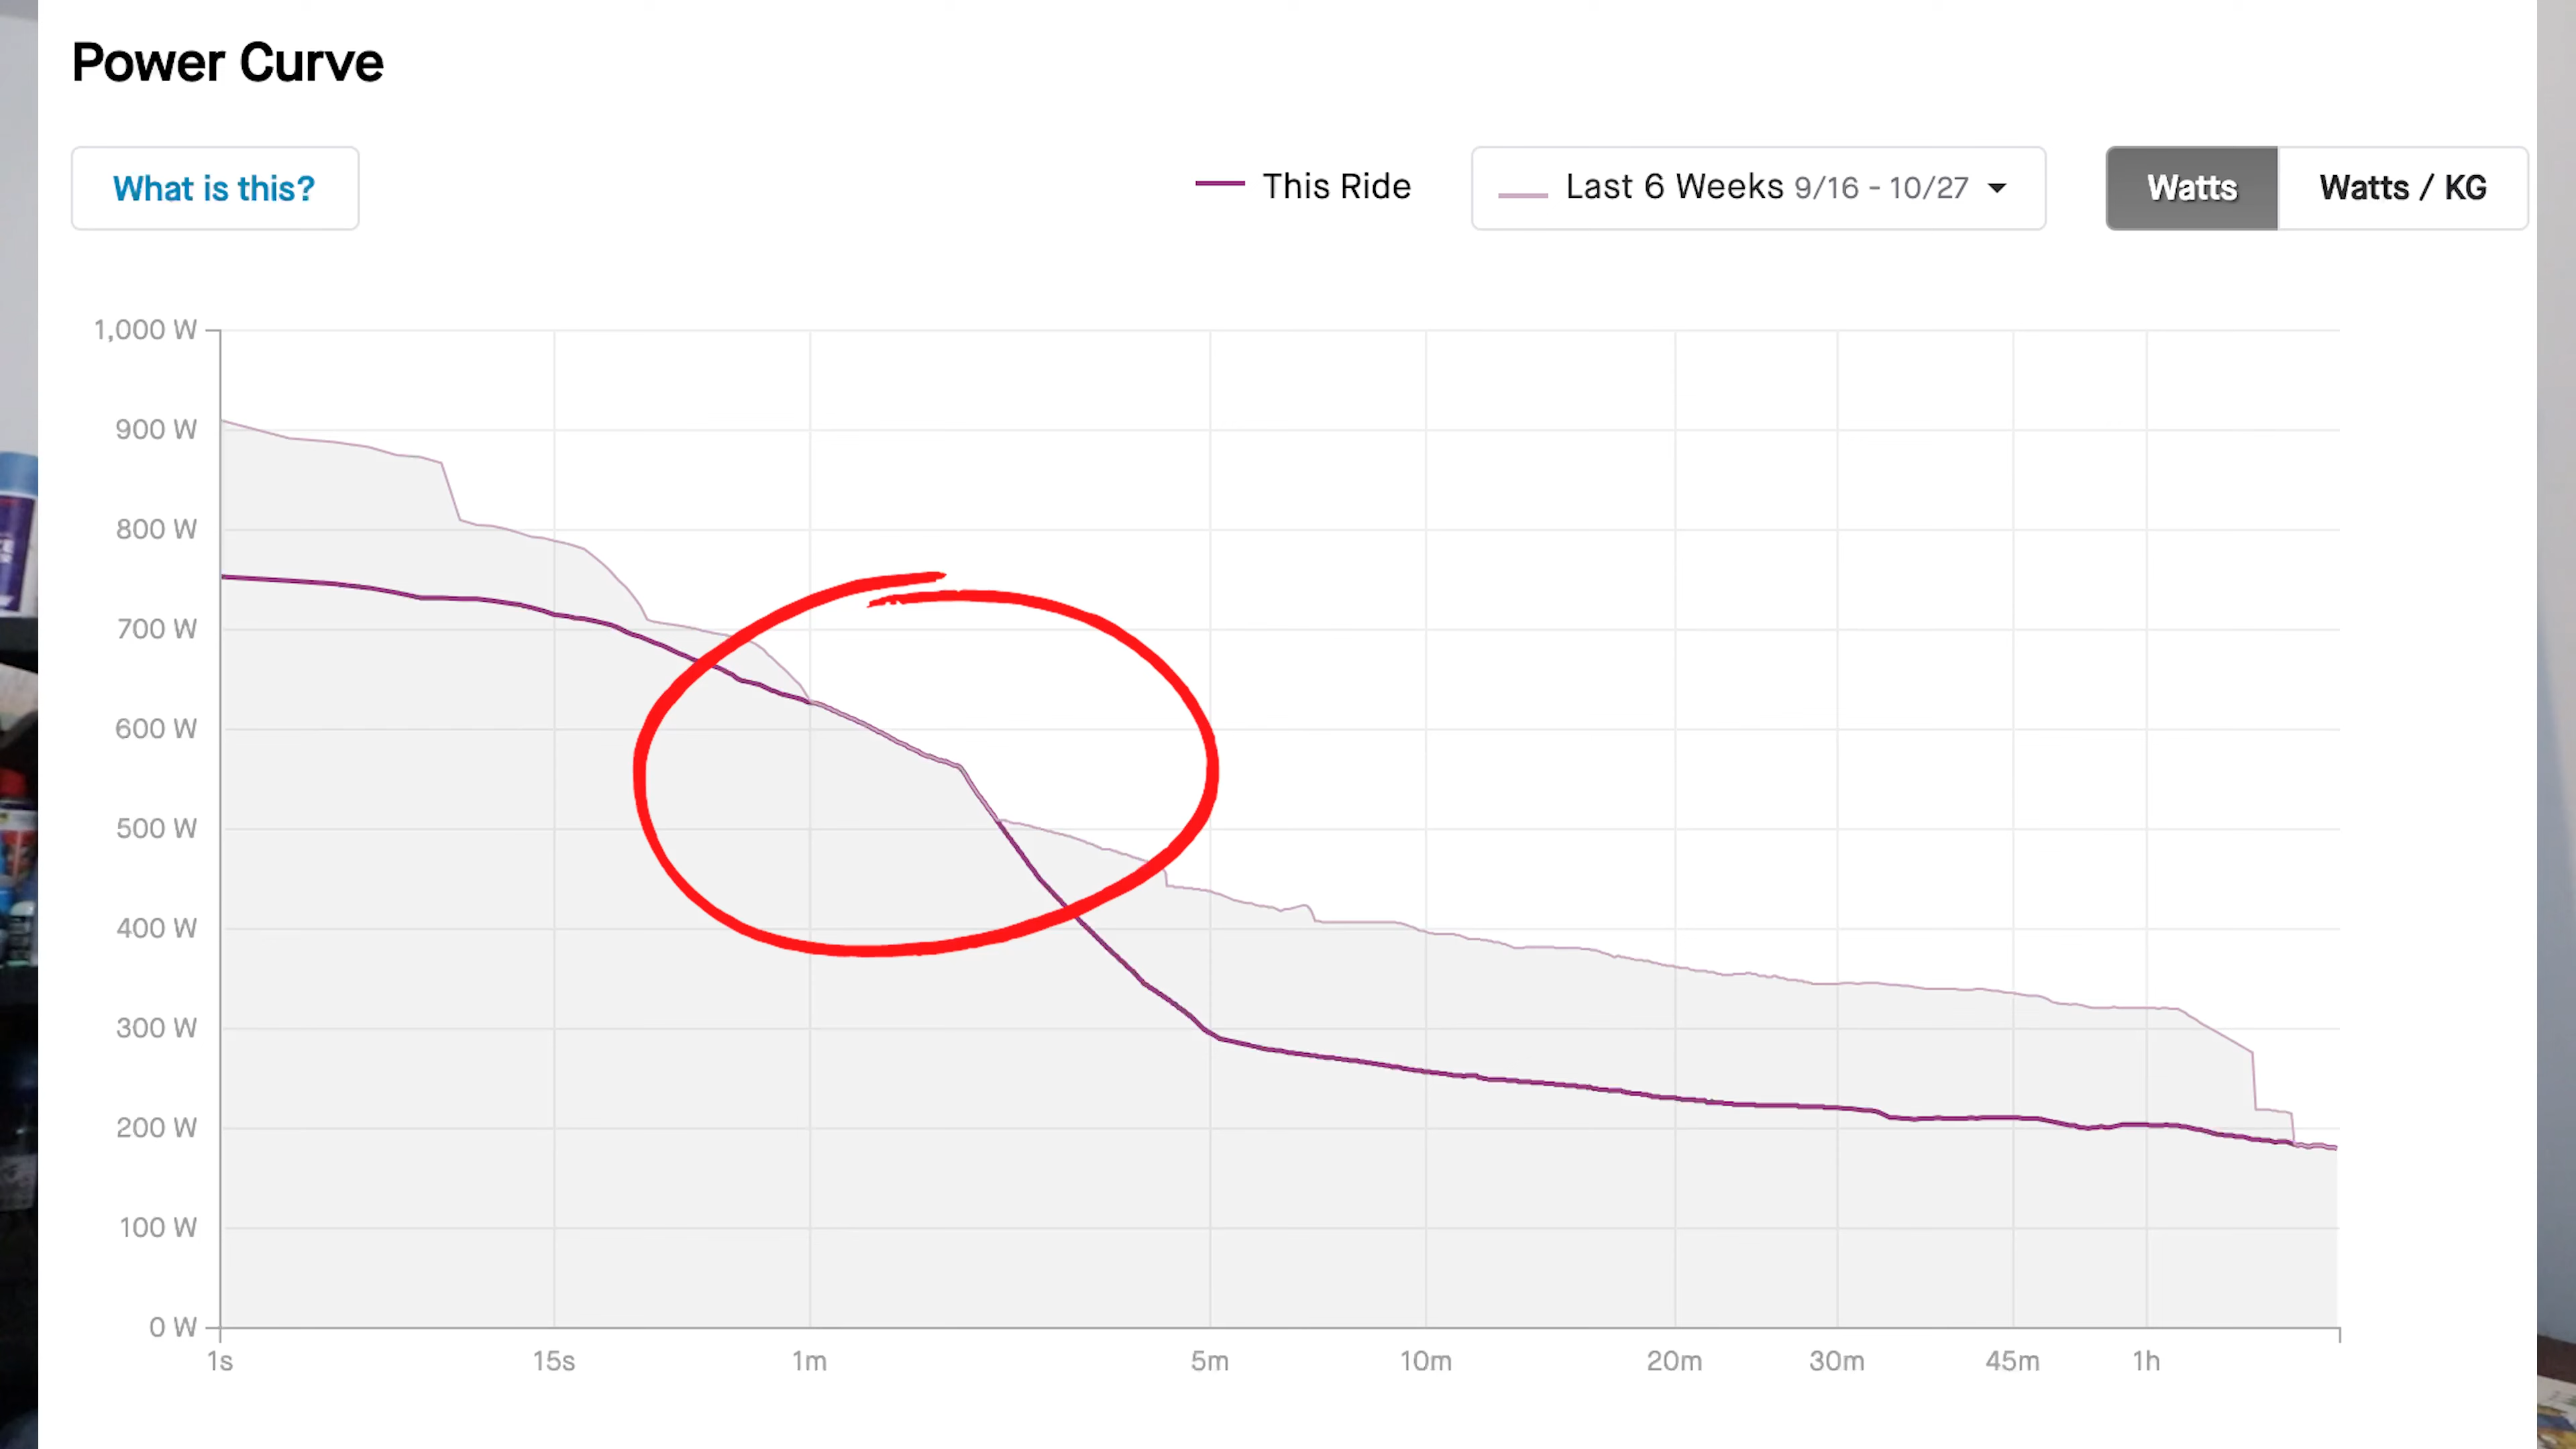 Power Curve
What is this?
This Ride
Last 6 Weeks 9/16 - 10/27
Watts
Watts / KG
1,000 W
900 W
800 W
700 W
600 W
500 W
400 W
300 W
200 W
100 W
0 W
1s 15s 1m 5m 10m 20m 30m 45m 1h